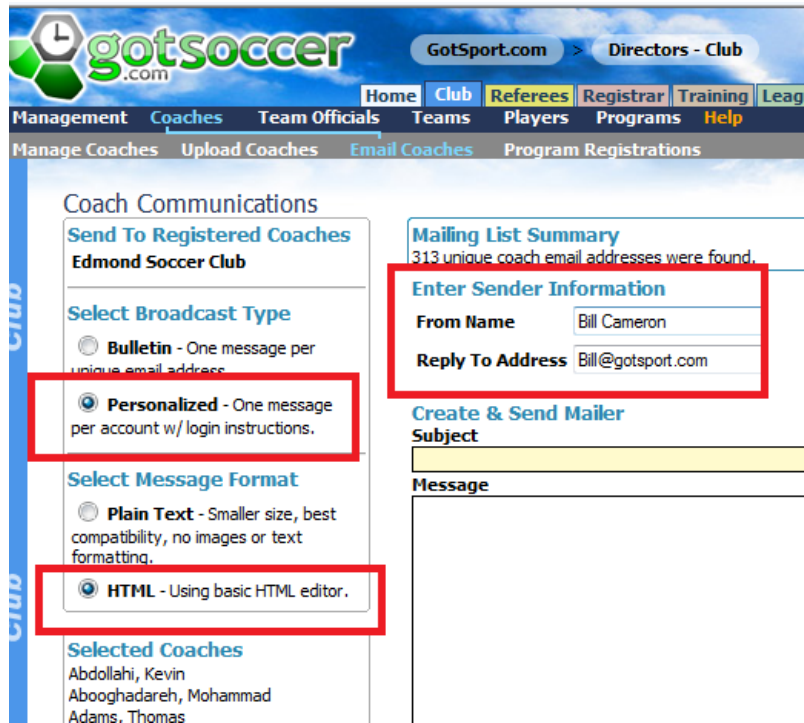 gotsoccer
.com
GotSport.com > Directors - Club
Home Club Referees Registrar Training Leag
Management Coaches Team Officials Teams Players Programs Help
Manage Coaches Upload Coaches Email Coaches Program Registrations
Coach Communications
Send To Registered Coaches
Edmond Soccer Club
Select Broadcast Type
Bulletin - One message per
unique email address
Personalized - One message
per account w/ login instructions.
Select Message Format
Plain Text - Smaller size, best
compatibility, no images or text
formatting.
HTML - Using basic HTML editor.
Selected Coaches
Abdollahi, Kevin
Abooghadareh, Mohammad
Adams, Thomas
Mailing List Summary
313 unique coach email addresses were found.
Enter Sender Information
From Name Bill Cameron
Reply To Address Bill@gotsport.com
Create & Send Mailer
Subject
Message
Club
Club